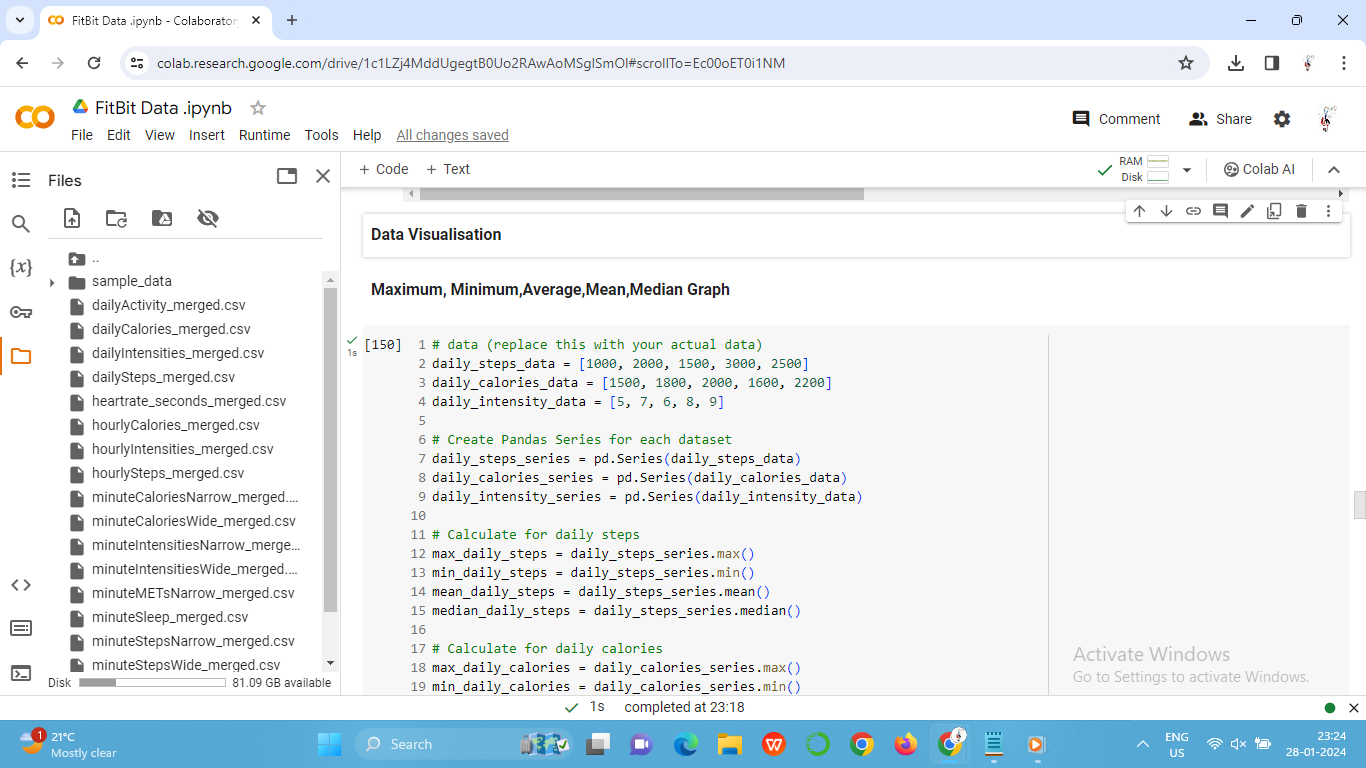 FitBit Data .ipynb - Colaborator
colab.research.google.com/drive/1c1LZj4MddUgegtB0Uo2RAwAoMSglSmOl#scrollTo=Ec00oET0i1NM
FitBit Data .ipynb
File Edit View Insert Runtime Tools Help All changes saved
Comment Share
Files
+ Code + Text
RAM
Disk
Colab AI
..
sample_data
dailyActivity_merged.csv
dailyCalories_merged.csv
dailyIntensities_merged.csv
dailySteps_merged.csv
heartrate_seconds_merged.csv
hourlyCalories_merged.csv
hourlyIntensities_merged.csv
hourlySteps_merged.csv
minuteCaloriesNarrow_merged....
minuteCaloriesWide_merged.csv
minuteIntensitiesNarrow_merge...
minuteIntensitiesWide_merged....
minuteMETsNarrow_merged.csv
minuteSleep_merged.csv
minuteStepsNarrow_merged.csv
minuteStepsWide_merged.csv
Disk 81.09 GB available
Data Visualisation
Maximum, Minimum,Average,Mean,Median Graph
1s
[150] 1 # data (replace this with your actual data)
2 daily_steps_data = [1000, 2000, 1500, 3000, 2500]
3 daily_calories_data = [1500, 1800, 2000, 1600, 2200]
4 daily_intensity_data = [5, 7, 6, 8, 9]
5
6 # Create Pandas Series for each dataset
7 daily_steps_series = pd.Series(daily_steps_data)
8 daily_calories_series = pd.Series(daily_calories_data)
9 daily_intensity_series = pd.Series(daily_intensity_data)
10
11 # Calculate for daily steps
12 max_daily_steps = daily_steps_series.max()
13 min_daily_steps = daily_steps_series.min()
14 mean_daily_steps = daily_steps_series.mean()
15 median_daily_steps = daily_steps_series.median()
16
17 # Calculate for daily calories
18 max_daily_calories = daily_calories_series.max()
19 min_daily_calories = daily_calories_series.min()
Activate Windows
Go to Settings to activate Windows.
1s completed at 23:18
1
21°C
Mostly clear
Search
ENG
US
23:24
28-01-2024